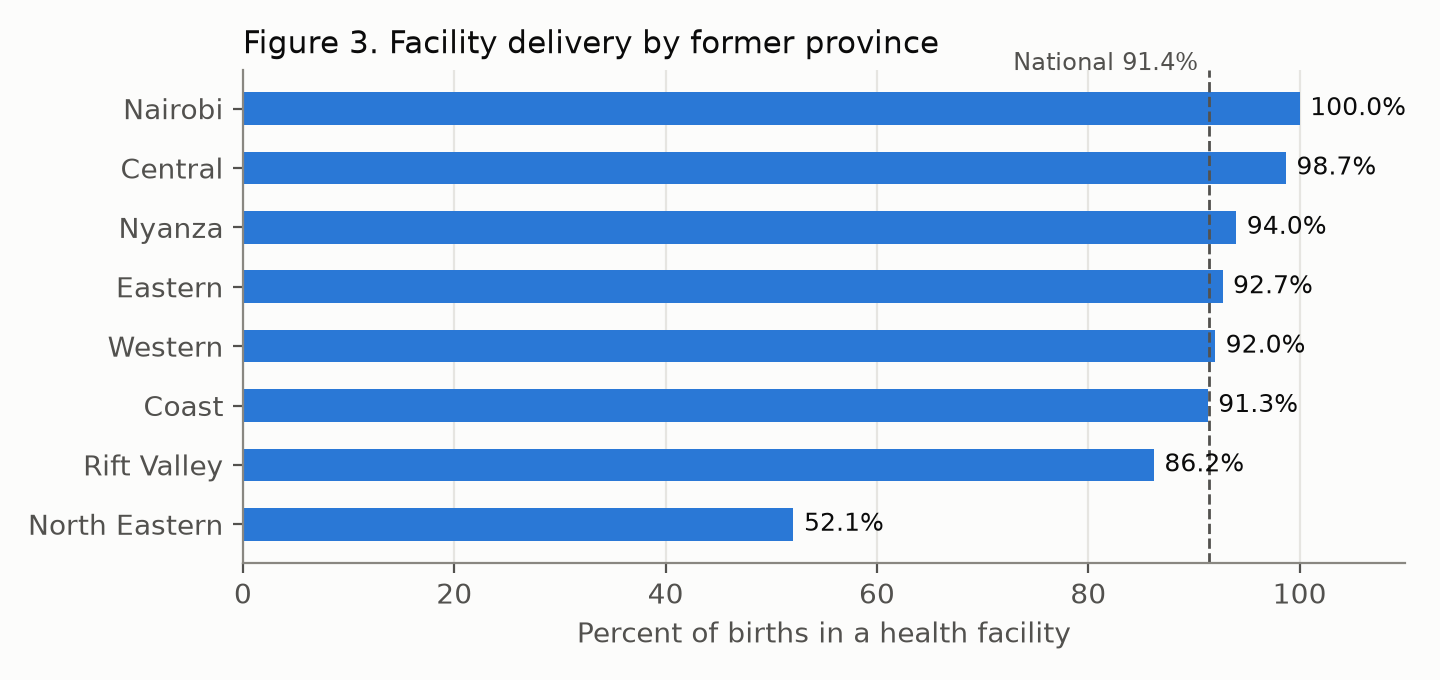 Figure 3. Facility delivery by former province
National 91.4%
Nairobi 100.0%
Central 98.7%
Nyanza 94.0%
Eastern 92.7%
Western 92.0%
Coast 91.3%
Rift Valley 86.2%
North Eastern 52.1%
0 20 40 60 80 100
Percent of births in a health facility